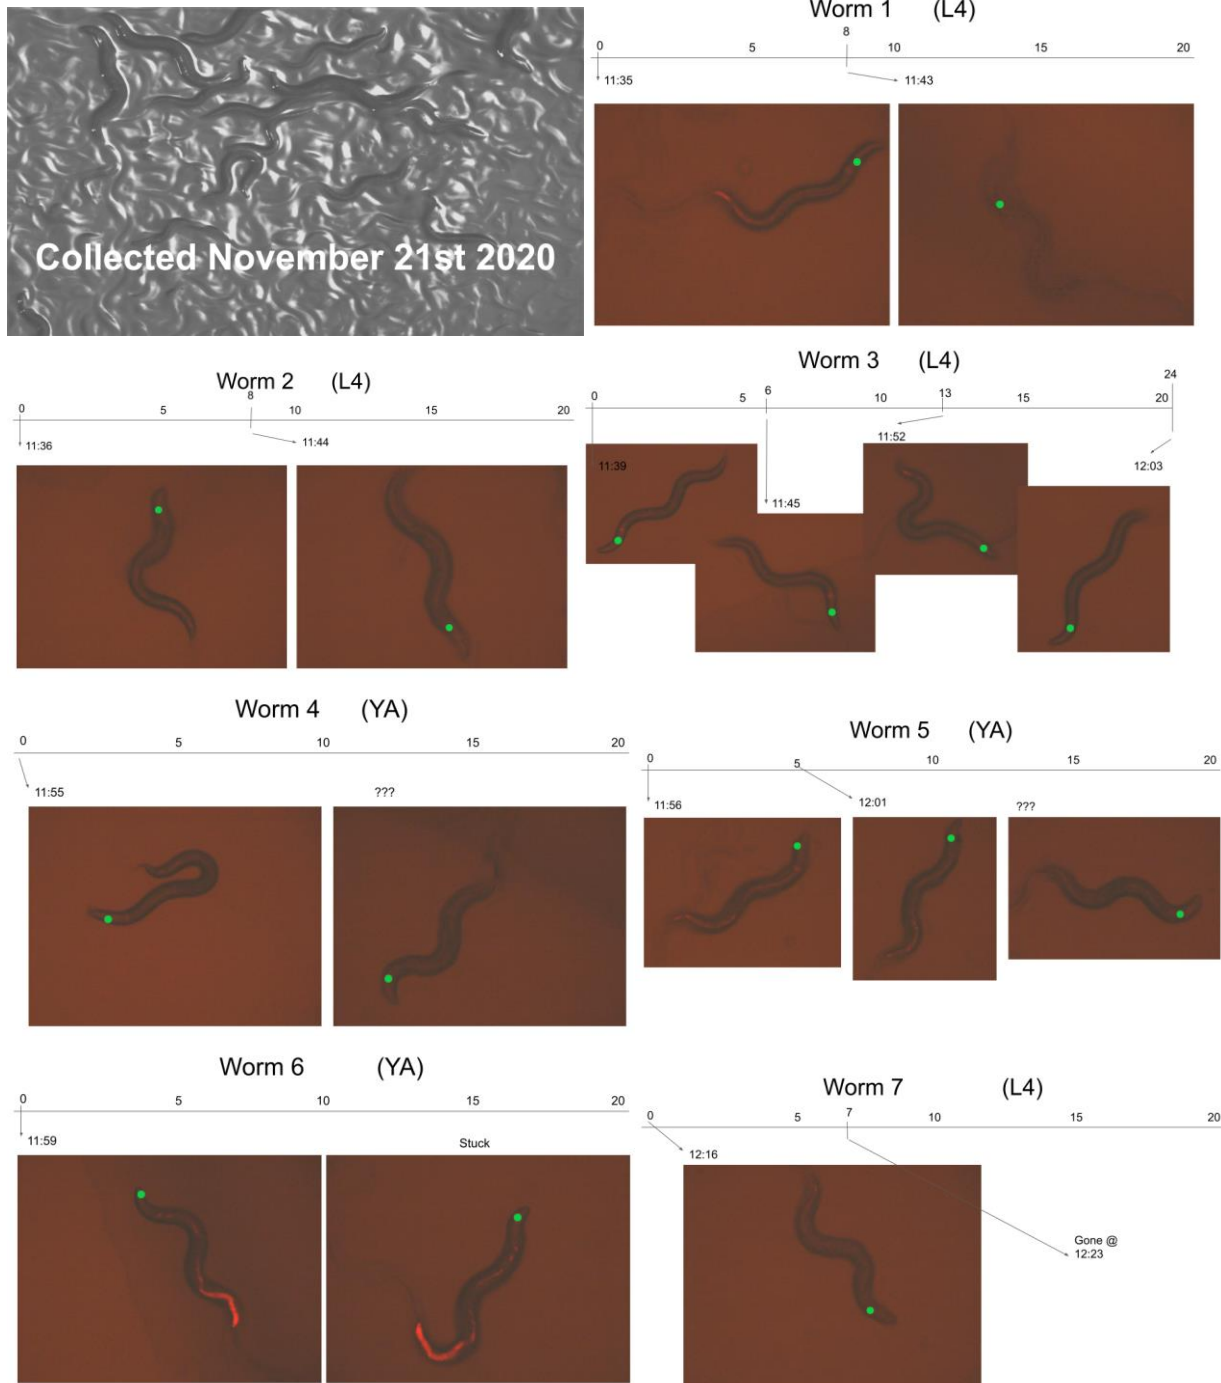 Collected November 21st 2020
Worm 1 (L4)
8
0 5 10 15 20
11:35 11:43
Worm 2 (L4)
8
0 5 10 15 20
11:36 11:44
Worm 3 (L4)
24
6 13
0 5 10 15 20
11:52
11:39 12:03
11:45
Worm 4 (YA)
0 5 10 15 20
11:55 ???
Worm 5 (YA)
0 5 10 15 20
11:56 12:01 ???
Worm 6 (YA)
0 5 10 15 20
11:59 Stuck
Worm 7 (L4)
0 5 7 10 15 20
12:16
Gone @
12:23